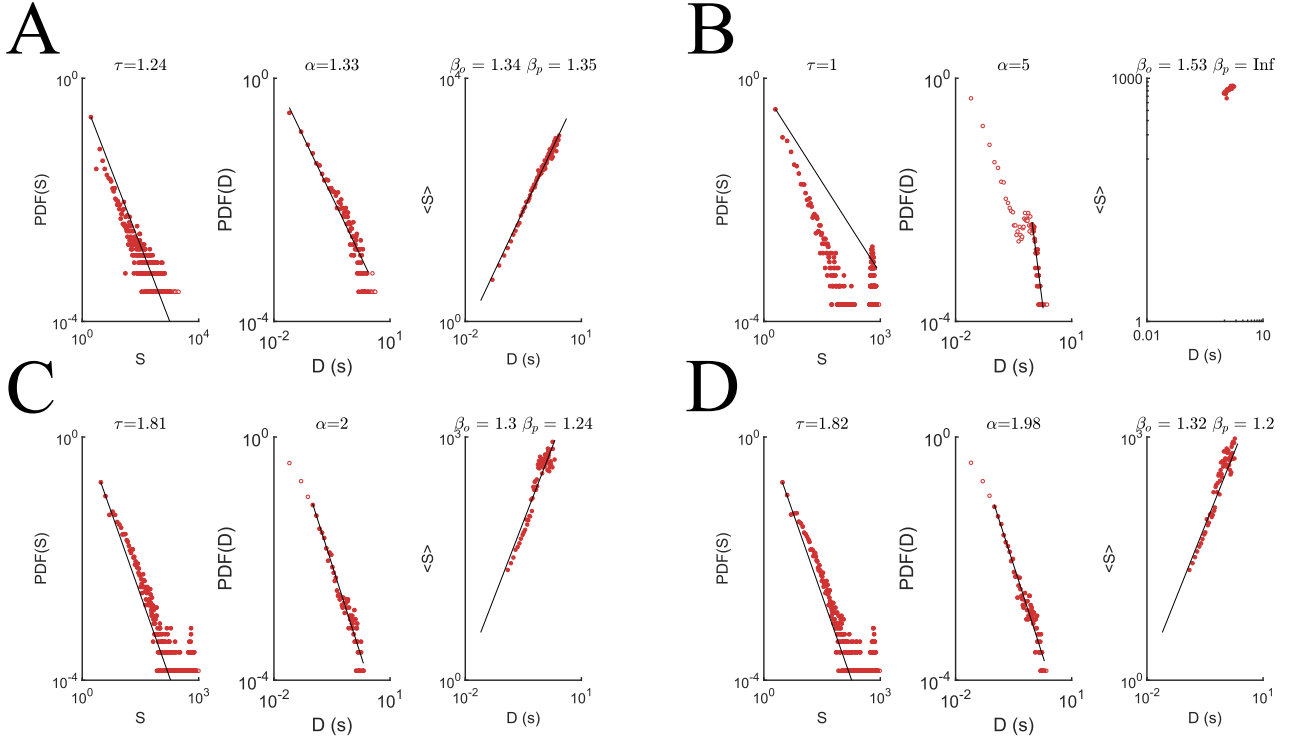 A
τ=1.24
10^0
PDF(S)
10^-4
10^0
10^4
S
α=1.33
10^0
PDF(D)
10^-4
10^-2
10^1
D (s)
β_o = 1.34 β_p = 1.35
10^4
<S>
10^0
10^-2
10^1
D (s)
B
τ=1
10^0
PDF(S)
10^-4
10^0
10^3
S
α=5
10^0
PDF(D)
10^-4
10^-2
10^1
D (s)
β_o = 1.53 β_p = Inf
1000
<S>
1
0.01
10
D (s)
C
τ=1.81
10^0
PDF(S)
10^-4
10^0
10^3
S
α=2
10^0
PDF(D)
10^-4
10^-2
10^1
D (s)
β_o = 1.3 β_p = 1.24
10^3
<S>
10^0
10^-2
10^1
D (s)
D
τ=1.82
10^0
PDF(S)
10^-4
10^0
10^3
S
α=1.98
10^0
PDF(D)
10^-4
10^-2
10^1
D (s)
β_o = 1.32 β_p = 1.2
10^3
<S>
10^0
10^-2
10^1
D (s)